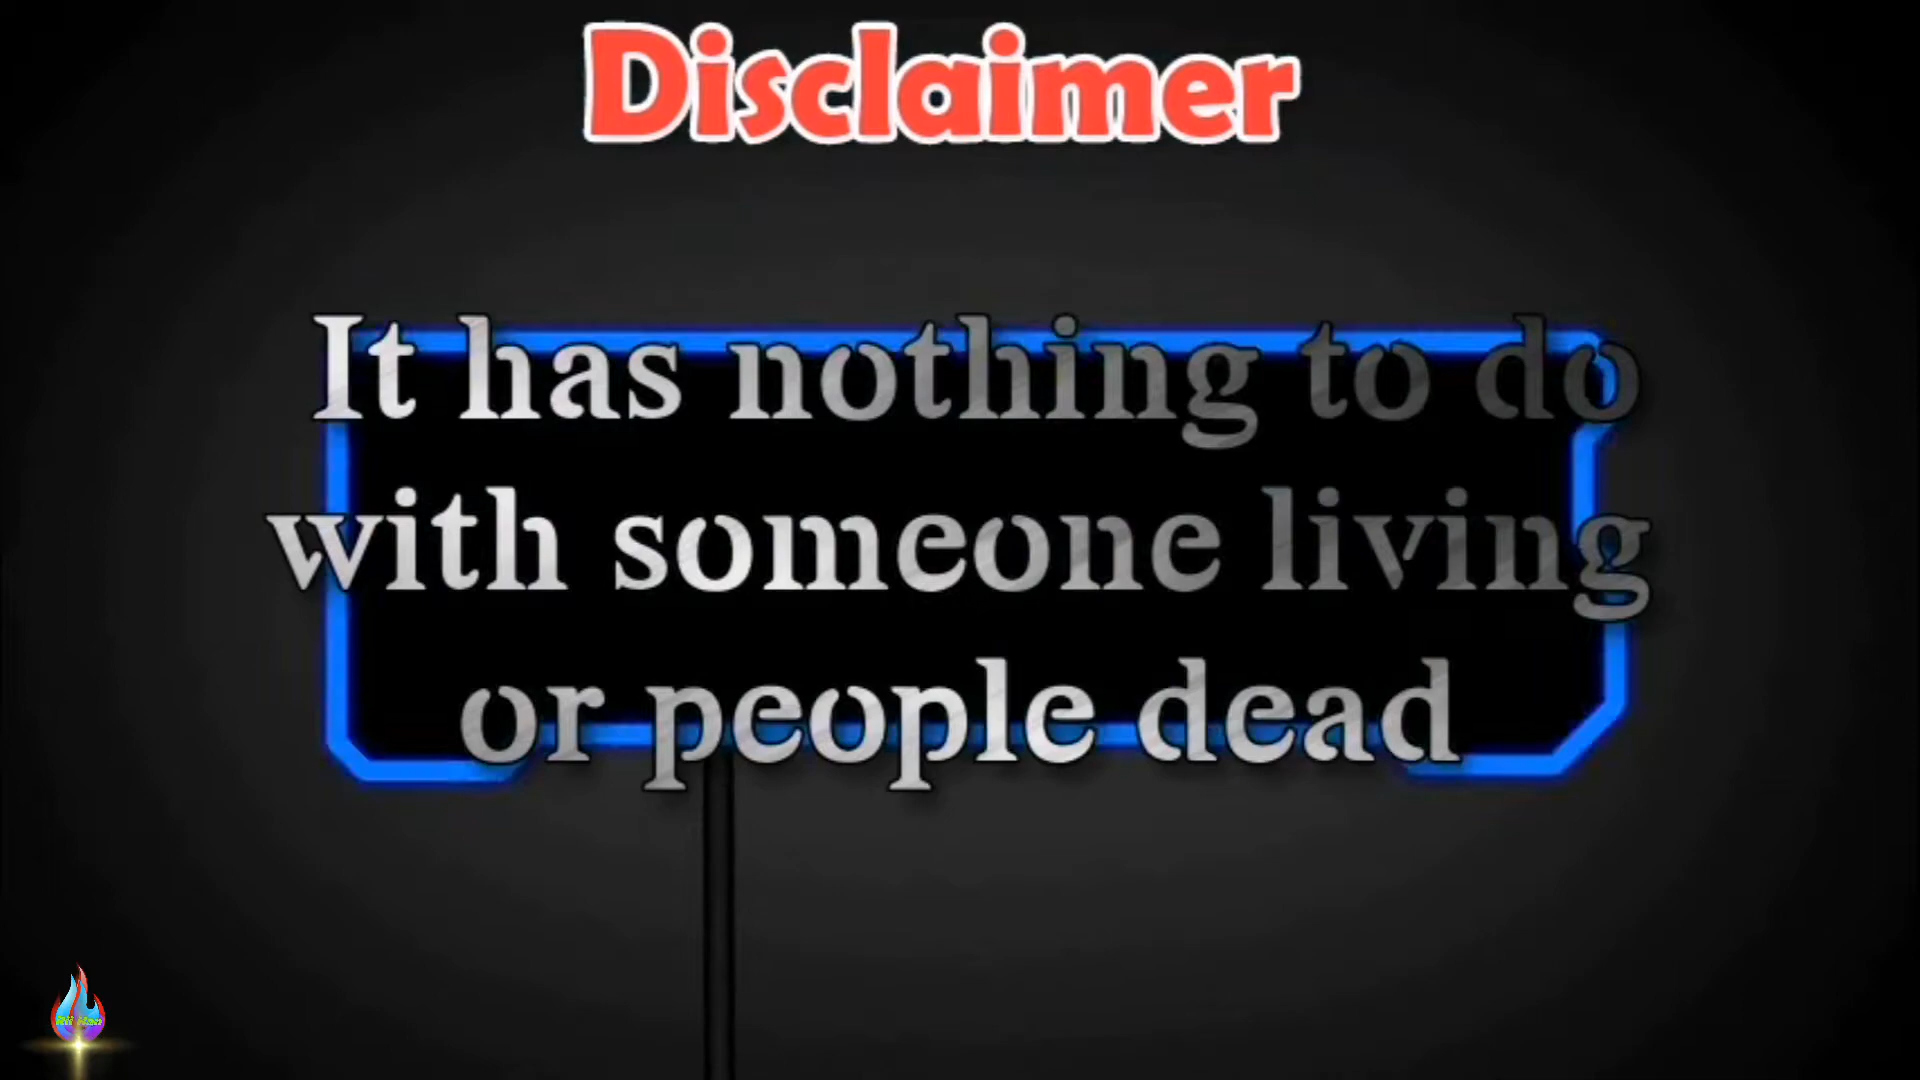 Disclaimer
It has nothing to do
with someone living
or people dead